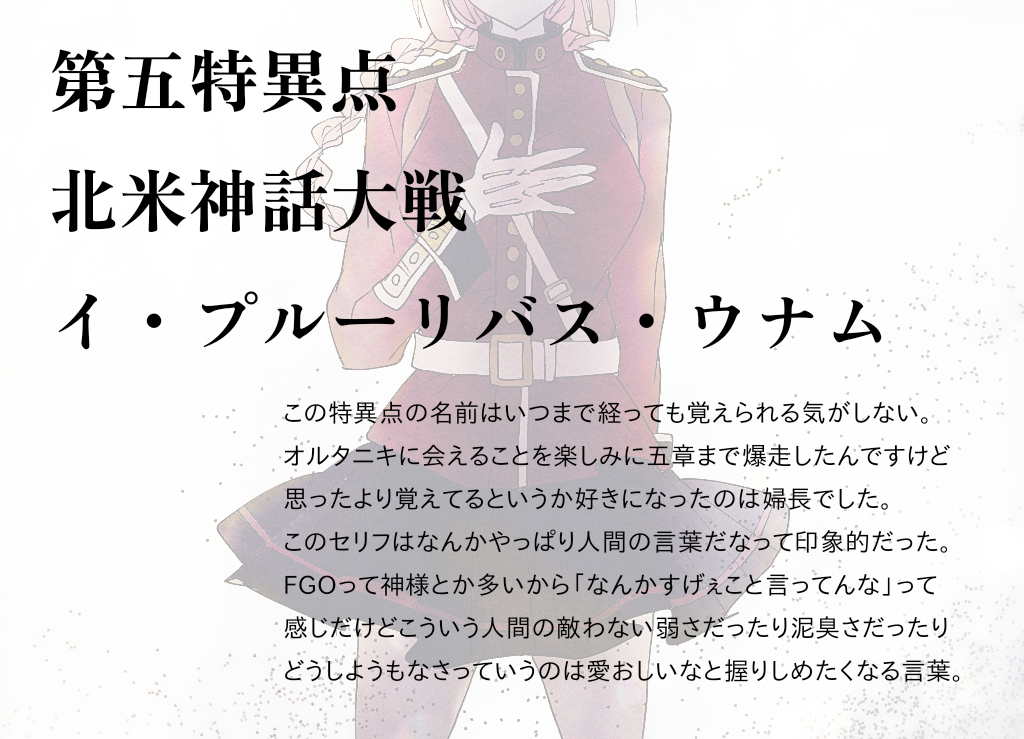 第五特異点
北米神話大戦
イ・プルーリバス・ウナム
この特異点の名前はいつまで経っても覚えられる気がしない。
オルタニキに会えることを楽しみに五章まで爆走したんですけど
思ったより覚えてるというか好きになったのは婦長でした。
このセリフはなんかやっぱり人間の言葉だなって印象的だった。
FGOって神様とか多いから「なんかすげぇこと言ってんな」って
感じだけどこういう人間の敵わない弱さだったり泥臭さだったり
どうしようもなさっていうのは愛おしいなと握りしめたくなる言葉。